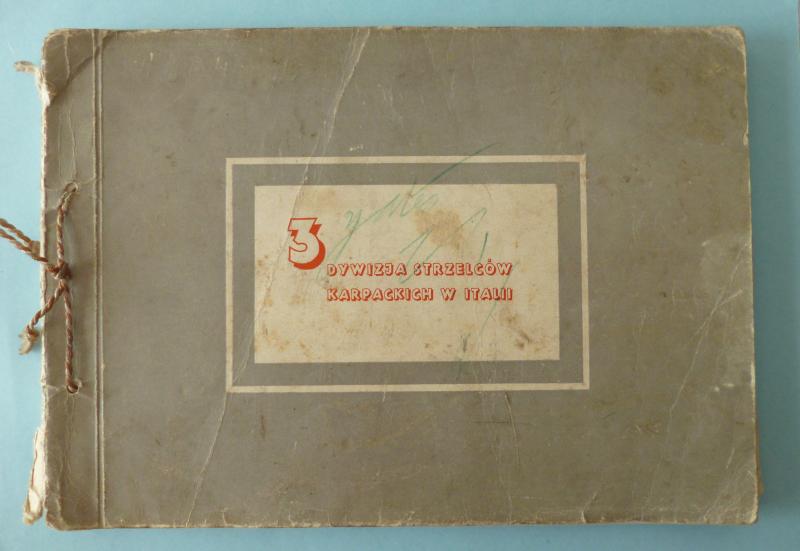 3
DYWIZJA STRZELCÓW
KARPACKICH W ITALII